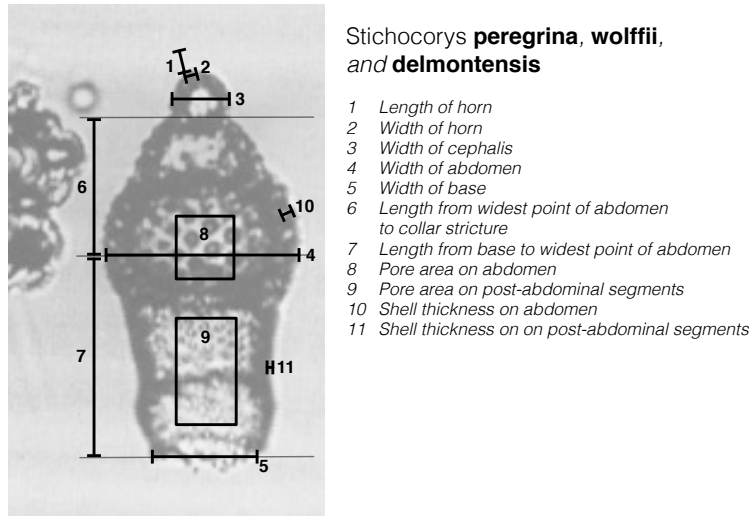 Stichocorys peregrina, wolffii,
and delmontensis
1 Length of horn
2 Width of horn
3 Width of cephalis
4 Width of abdomen
5 Width of base
6 Length from widest point of abdomen
to collar stricture
7 Length from base to widest point of abdomen
8 Pore area on abdomen
9 Pore area on post-abdominal segments
10 Shell thickness on abdomen
11 Shell thickness on on post-abdominal segments
1 2
3
6
10
8
4
9
7
11
5